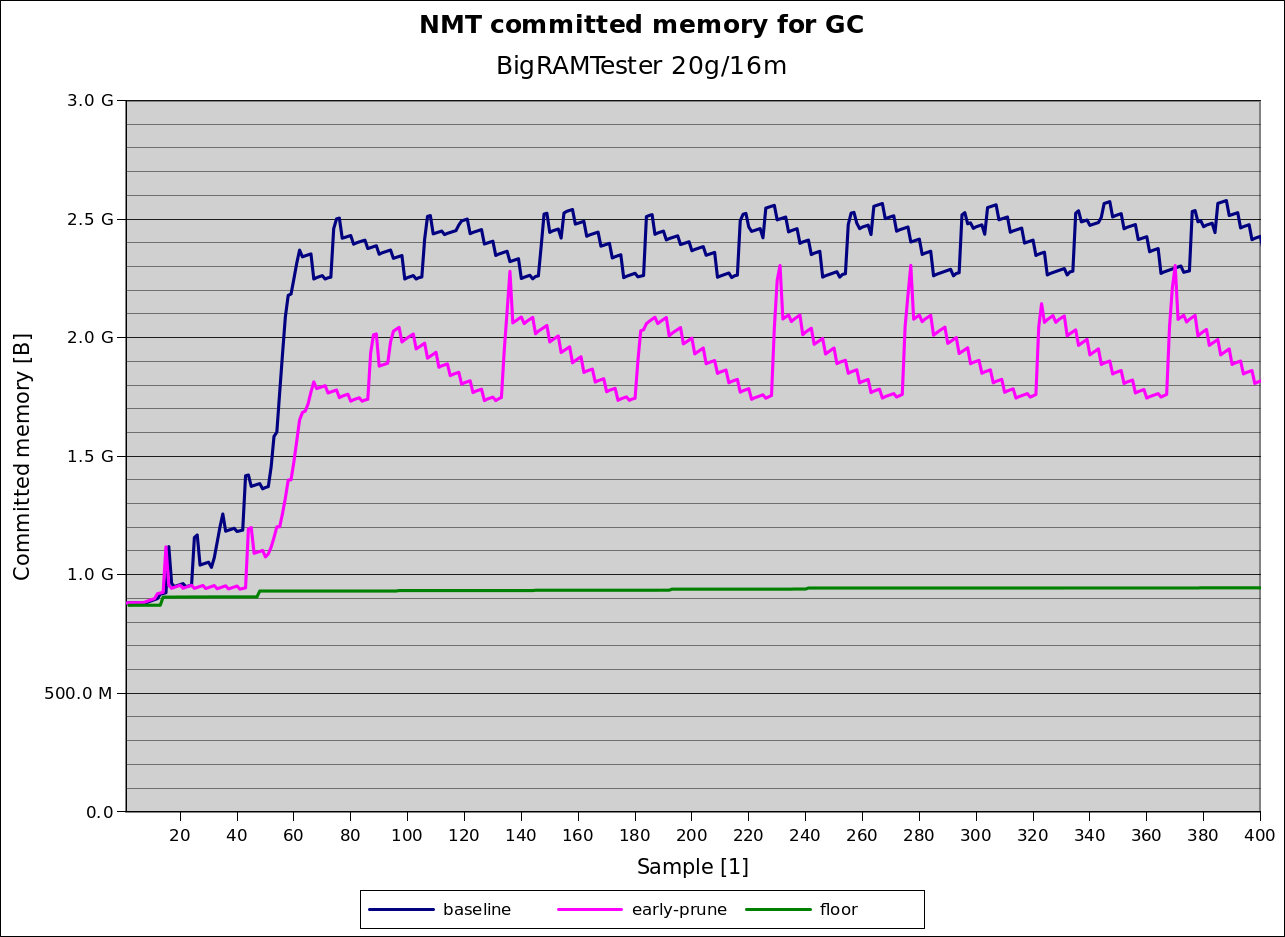 NMT committed memory for GC
BigRAMTester 20g/16m
Committed memory [B]
3.0 G
2.5 G
2.0 G
1.5 G
1.0 G
500.0 M
0.0
20 40 60 80 100 120 140 160 180 200 220 240 260 280 300 320 340 360 380 400
Sample [1]
baseline early-prune floor